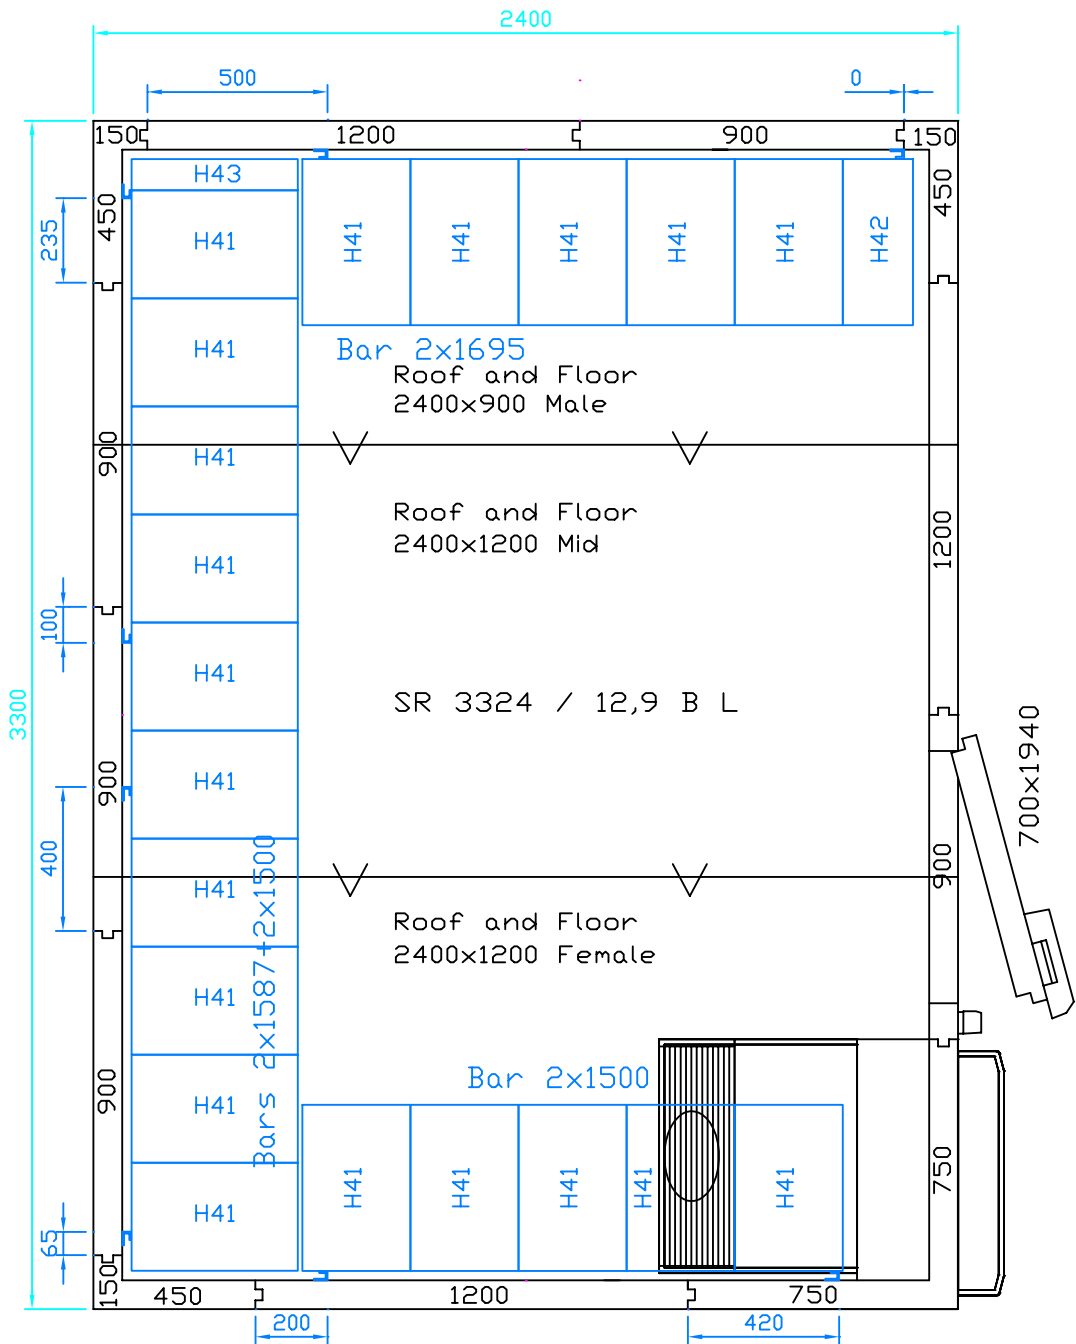 2400
500
0
150
1200
900
150
H43
450
450
235
H41
H41
H41
H41
H41
H41
H42
H41
Bar 2x1695
Roof and Floor
2400x900 Male
900
H41
Roof and Floor
2400x1200 Mid
1200
H41
100
H41
3300
SR 3324 / 12,9 B L
700x1940
900
H41
400
900
H41
Bars 2x1587+2x1500
Roof and Floor
2400x1200 Female
H41
900
H41
Bar 2x1500
750
H41
H41
H41
H41
H41
H41
65
150
450
1200
750
200
420